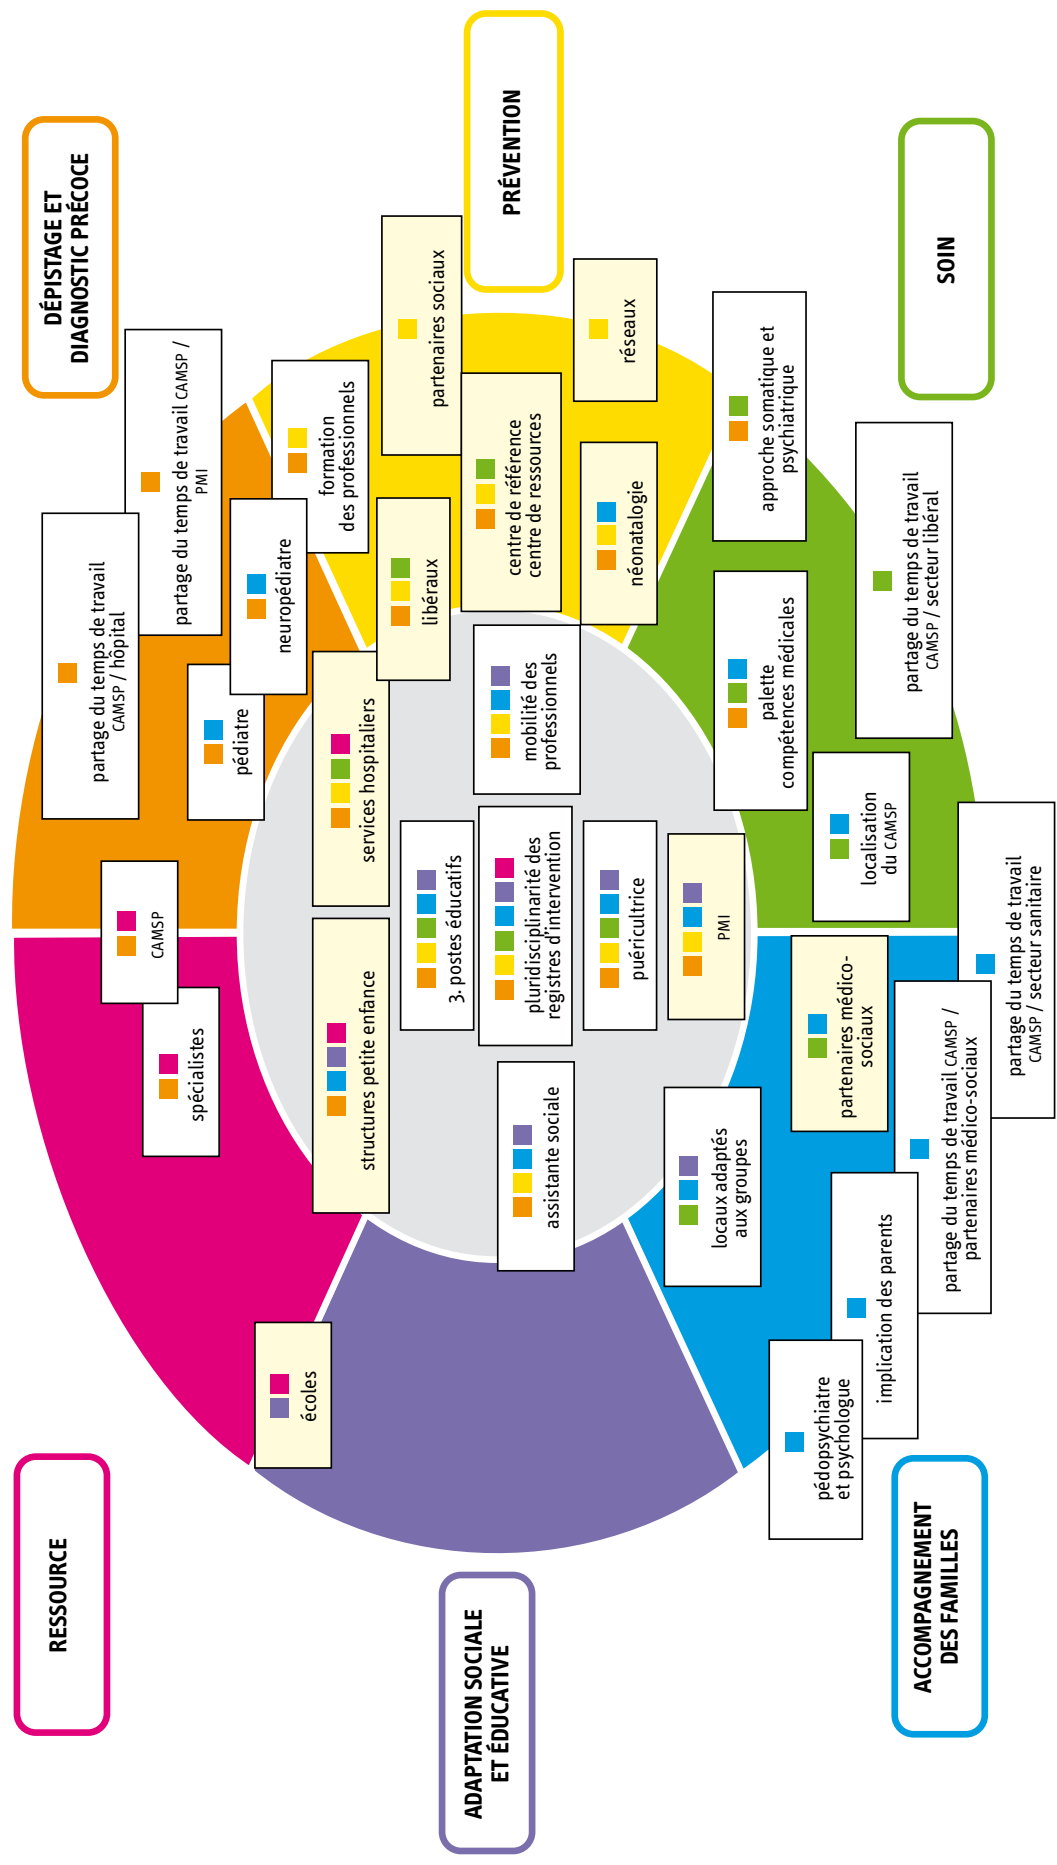 RESSOURCE
DÉPISTAGE ET
DIAGNOSTIC PRÉCOCE
partage du temps de travail
CAMSP / hôpital
CAMSP
partage du temps de travail CAMSP /
PMI
spécialistes
pédiatre
neuropédiatre
écoles
formation
des professionnels
structures petite enfance
services hospitaliers
libéraux
partenaires sociaux
3. postes éducatifs
ADAPTATION SOCIALE
ET ÉDUCATIVE
PRÉVENTION
pluridisciplinarité des
registres d'intervention
mobilité des
professionnels
centre de référence
centre de ressources
assistante sociale
puéricultrice
néonatalogie
réseaux
PMI
locaux adaptés
aux groupes
palette
compétences médicales
approche somatique et
psychiatrique
pédopsychiatre
et psychologue
partenaires médico-
sociaux
localisation
du CAMSP
implication des parents
partage du temps de travail
CAMSP / secteur libéral
ACCOMPAGNEMENT
DES FAMILLES
SOIN
partage du temps de travail CAMSP /
partenaires médico-sociaux
partage du temps de travail
CAMSP / secteur sanitaire